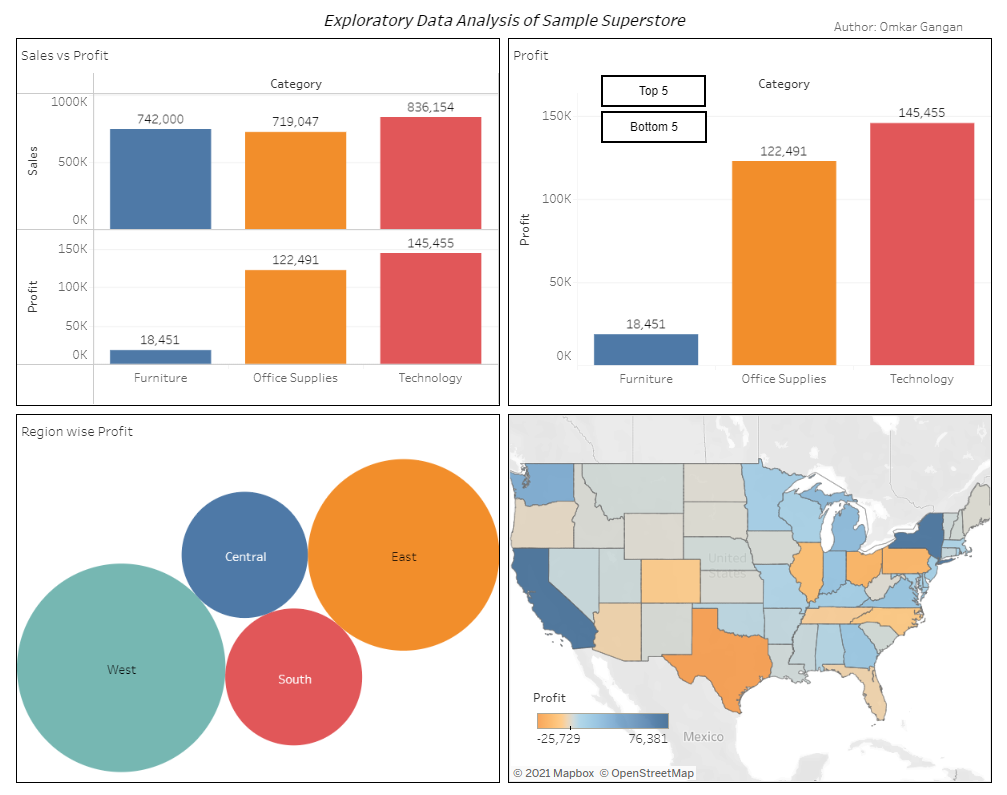 Exploratory Data Analysis of Sample Superstore
Author: Omkar Gangan
Sales vs Profit
Category
1000K
500K
0K
Sales
742,000
719,047
836,154
150K
100K
50K
0K
Profit
18,451
122,491
145,455
Furniture
Office Supplies
Technology
Profit
Top 5
Bottom 5
Category
150K
100K
50K
0K
Profit
18,451
122,491
145,455
Furniture
Office Supplies
Technology
Region wise Profit
Central
East
West
South
United
States
Mexico
Profit
-25,729
76,381
© 2021 Mapbox © OpenStreetMap